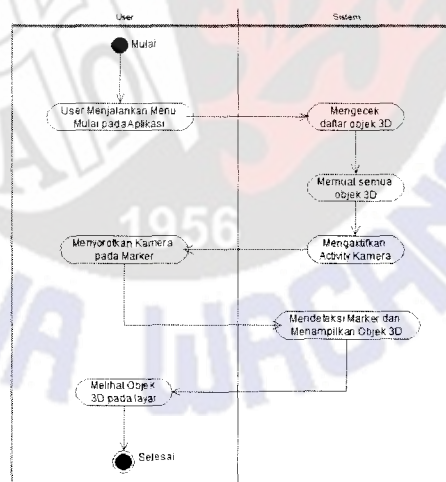 User
Sistem
Mulai
User Menjalankan Menu
Mulai pada Aplikasi
Mengecek
daftar objek 3D
Memuat semua
objek 3D
Mengaktifkan
Activity Kamera
Menyorotkan Kamera
pada Marker
Mendeteksi Marker dan
Menampilkan Objek 3D
Melihat Objek
3D pada layar
Selesai
1956